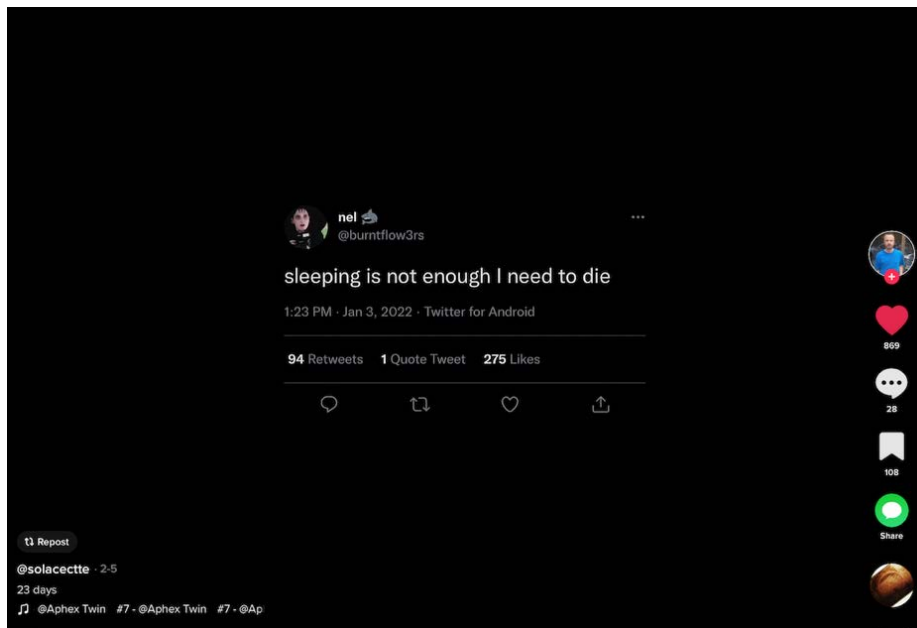 nel
@burntflow3rs
sleeping is not enough I need to die
1:23 PM · Jan 3, 2022 · Twitter for Android
94 Retweets 1 Quote Tweet 275 Likes
869
28
108
Share
Repost
@solacectte · 2-5
23 days
@Aphex Twin #7 - @Aphex Twin #7 - @Ap